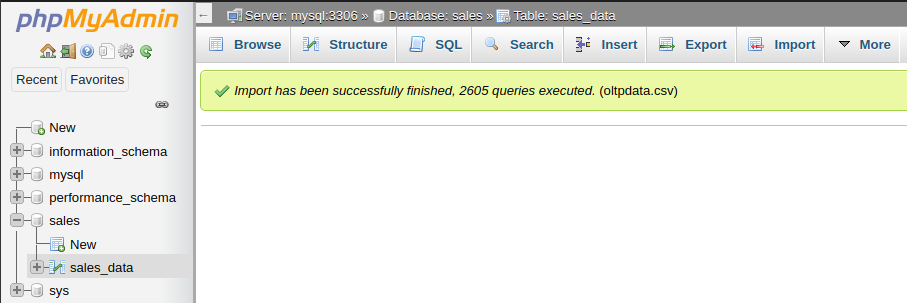 phpMyAdmin
Recent Favorites
New
information_schema
mysql
performance_schema
sales
New
sales_data
sys
← Server: mysql:3306 » Database: sales » Table: sales_data
Browse Structure SQL Search Insert Export Import More
Import has been successfully finished, 2605 queries executed. (oltpdata.csv)